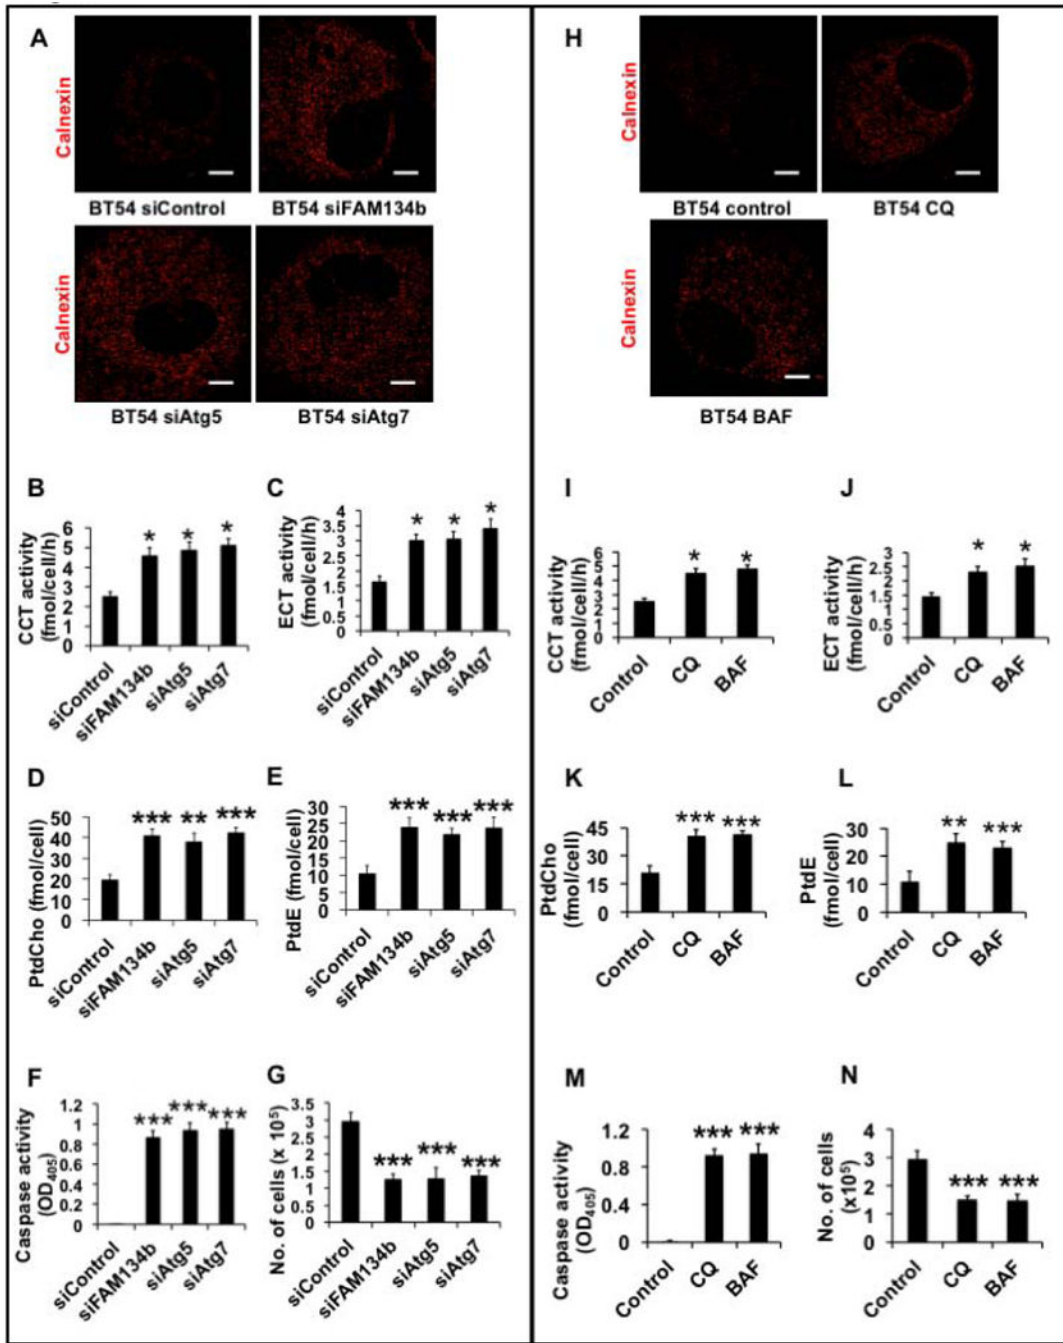 A
H
Calnexin
Calnexin
BT54 siControl
BT54 siFAM134b
BT54 control
BT54 CQ
Calnexin
Calnexin
BT54 siAtg5
BT54 siAtg7
BT54 BAF
B
CCT activity
(fmol/cell/h)
6
5
4
3
2
1
0
* * *
siControl
siFAM134b
siAtg5
siAtg7
C
ECT activity
(fmol/cell/h)
4
3.5
3
2.5
2
1.5
1
0.5
0
* * *
siControl
siFAM134b
siAtg5
siAtg7
I
CCT activity
(fmol/cell/h)
6
5
4
3
2
1
0
* *
Control
CQ
BAF
J
ECT activity
(fmol/cell/h)
3
2.5
2
1.5
1
0.5
0
* *
Control
CQ
BAF
D
PtdCho (fmol/cell)
50
40
30
20
10
0
*** ** ***
siControl
siFAM134b
siAtg5
siAtg7
E
PtdE (fmol/cell)
30
25
20
15
10
5
0
*** *** ***
siControl
siFAM134b
siAtg5
siAtg7
K
PtdCho
(fmol/cell)
45
30
15
0
*** ***
Control
CQ
BAF
L
PtdE
(fmol/cell)
30
20
10
0
** ***
Control
CQ
BAF
F
Caspase activity
(OD405)
1.2
1
0.8
0.6
0.4
0.2
0
*** *** ***
siControl
siFAM134b
siAtg5
siAtg7
G
No. of cells (x 10⁵)
3.5
3
2.5
2
1.5
1
0.5
0
*** *** ***
siControl
siFAM134b
siAtg5
siAtg7
M
Caspase activity
(OD405)
1.2
0.8
0.4
0
*** ***
Control
CQ
BAF
N
No. of cells
(x10⁵)
4
3
2
1
0
*** ***
Control
CQ
BAF